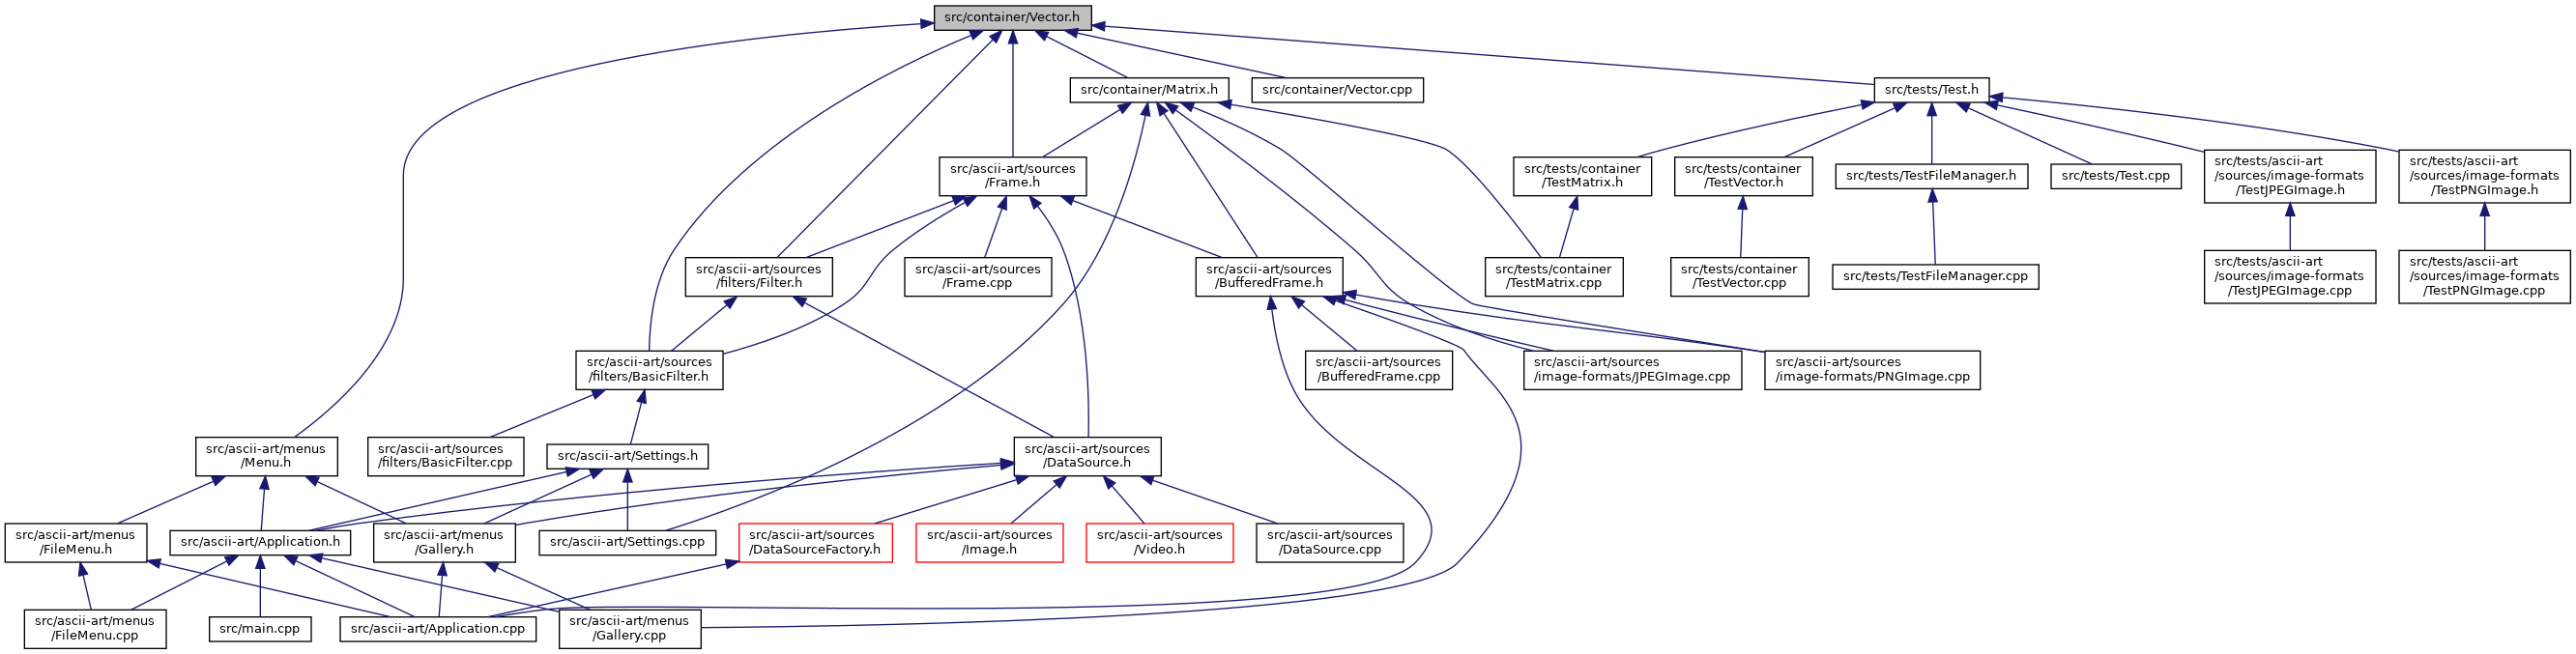 src/container/Vector.h
src/container/Matrix.h
src/container/Vector.cpp
src/tests/Test.h
src/ascii-art/sources
/Frame.h
src/tests/container
/TestMatrix.h
src/tests/container
/TestVector.h
src/tests/TestFileManager.h
src/tests/Test.cpp
src/tests/ascii-art
/sources/image-formats
/TestJPEGImage.h
src/tests/ascii-art
/sources/image-formats
/TestPNGImage.h
src/ascii-art/sources
/filters/Filter.h
src/ascii-art/sources
/Frame.cpp
src/ascii-art/sources
/BufferedFrame.h
src/tests/container
/TestMatrix.cpp
src/tests/container
/TestVector.cpp
src/tests/TestFileManager.cpp
src/tests/ascii-art
/sources/image-formats
/TestJPEGImage.cpp
src/tests/ascii-art
/sources/image-formats
/TestPNGImage.cpp
src/ascii-art/sources
/filters/BasicFilter.h
src/ascii-art/sources
/BufferedFrame.cpp
src/ascii-art/sources
/image-formats/JPEGImage.cpp
src/ascii-art/sources
/image-formats/PNGImage.cpp
src/ascii-art/menus
/Menu.h
src/ascii-art/sources
/filters/BasicFilter.cpp
src/ascii-art/Settings.h
src/ascii-art/sources
/DataSource.h
src/ascii-art/menus
/FileMenu.h
src/ascii-art/Application.h
src/ascii-art/menus
/Gallery.h
src/ascii-art/Settings.cpp
src/ascii-art/sources
/DataSourceFactory.h
src/ascii-art/sources
/Image.h
src/ascii-art/sources
/Video.h
src/ascii-art/sources
/DataSource.cpp
src/ascii-art/menus
/FileMenu.cpp
src/main.cpp
src/ascii-art/Application.cpp
src/ascii-art/menus
/Gallery.cpp